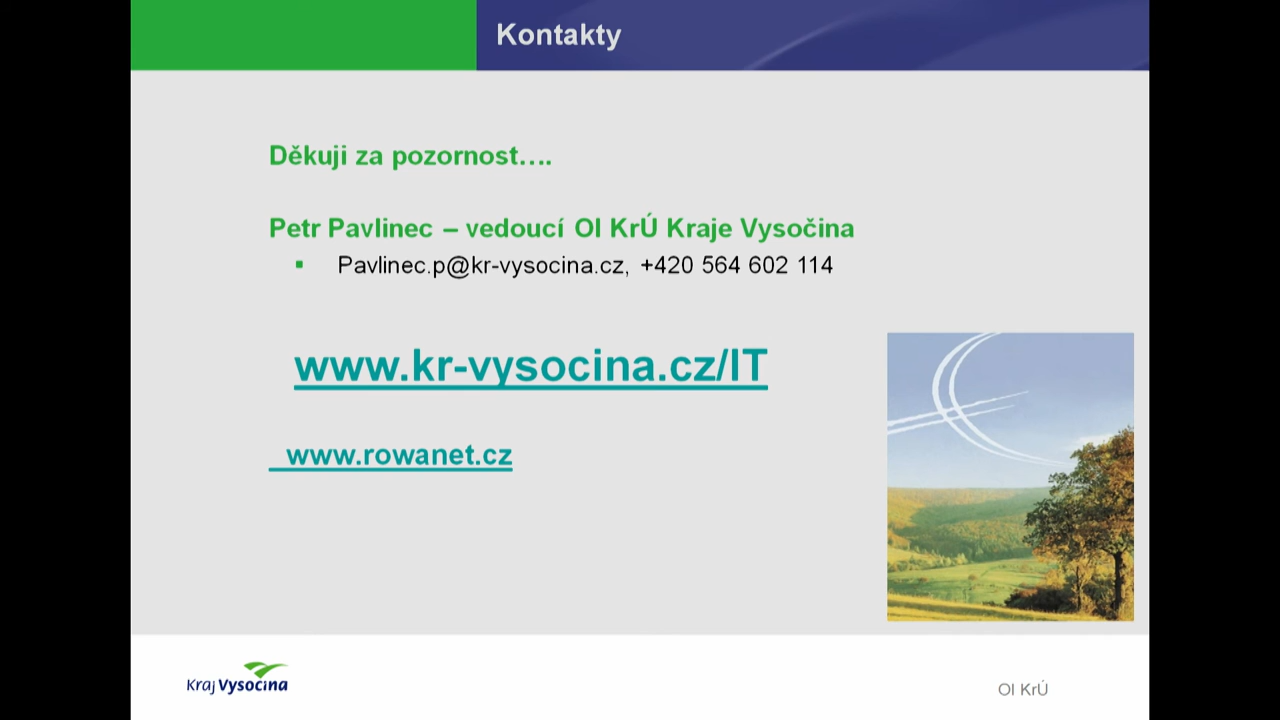 Kontakty
Děkuji za pozornost….
Petr Pavlinec – vedoucí OI KrÚ Kraje Vysočina
▪ Pavlinec.p@kr-vysocina.cz, +420 564 602 114
www.kr-vysocina.cz/IT
www.rowanet.cz
Kraj Vysočina
OI KrÚ